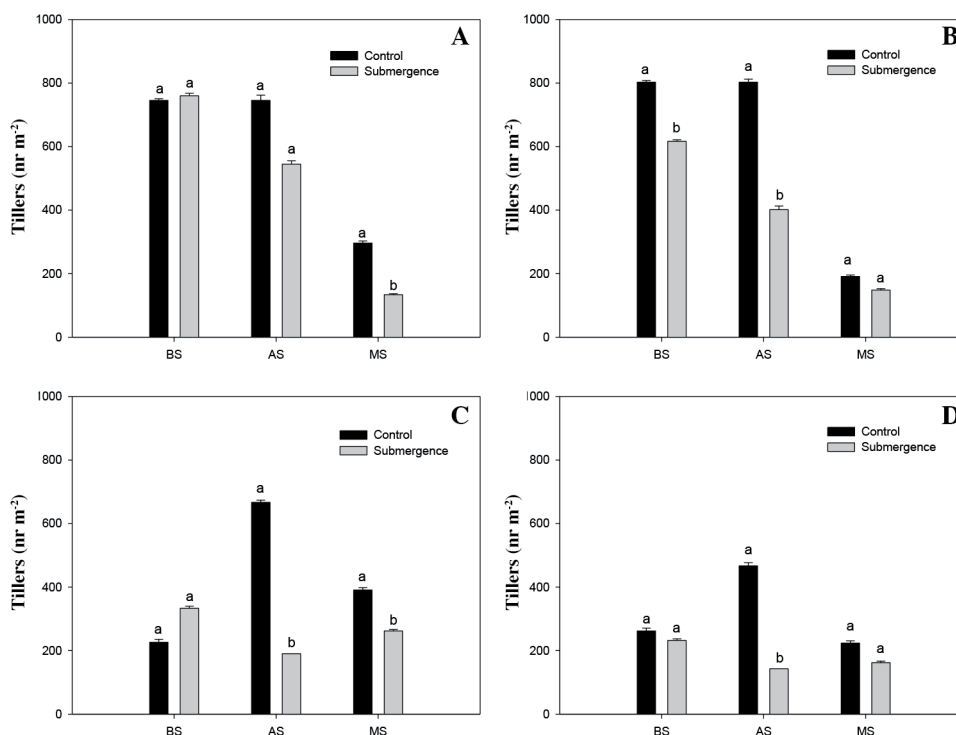 1000
800
600
400
200
0
Tillers (nr m-2)
A
Control
Submergence
a a a a a b
BS AS MS
1000
800
600
400
200
0
Tillers (nr m-2)
B
Control
Submergence
a b a b a a
BS AS MS
1000
800
600
400
200
0
Tillers (nr m-2)
C
Control
Submergence
a a a b a b
BS AS MS
1000
800
600
400
200
0
Tillers (nr m-2)
D
Control
Submergence
a a a b a a
BS AS MS